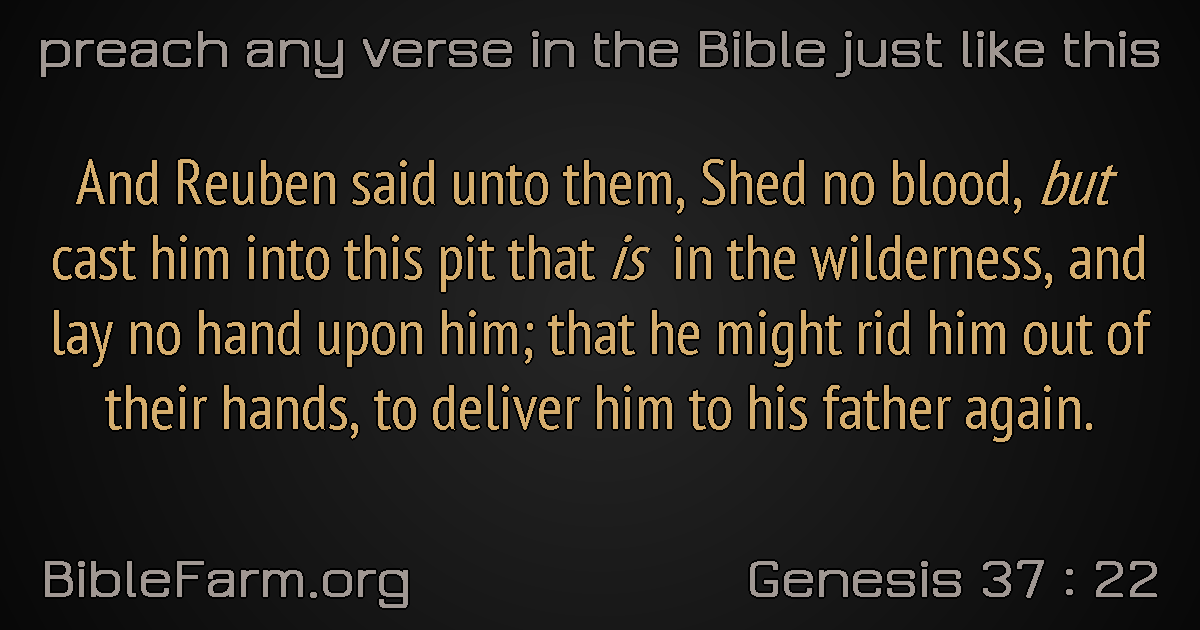 preach any verse in the Bible just like this
And Reuben said unto them, Shed no blood, but
cast him into this pit that is in the wilderness, and
lay no hand upon him; that he might rid him out of
their hands, to deliver him to his father again.
BibleFarm.org
Genesis 37 : 22